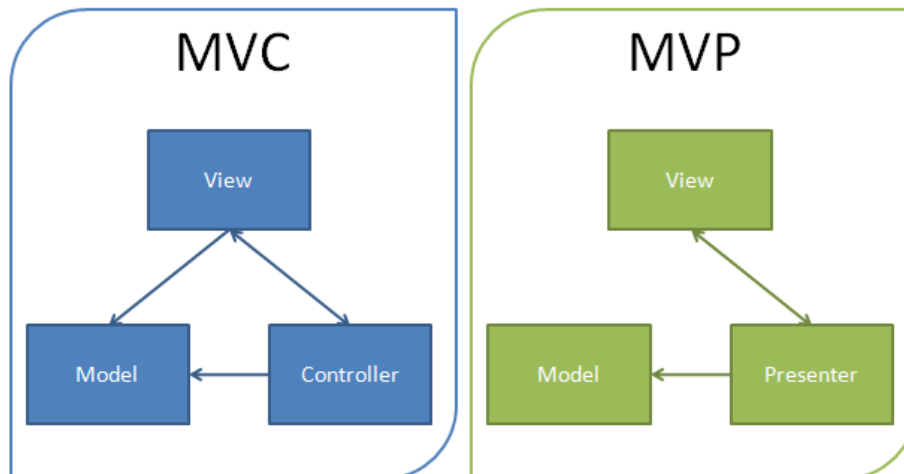 MVC
View
Model
Controller
MVP
View
Model
Presenter